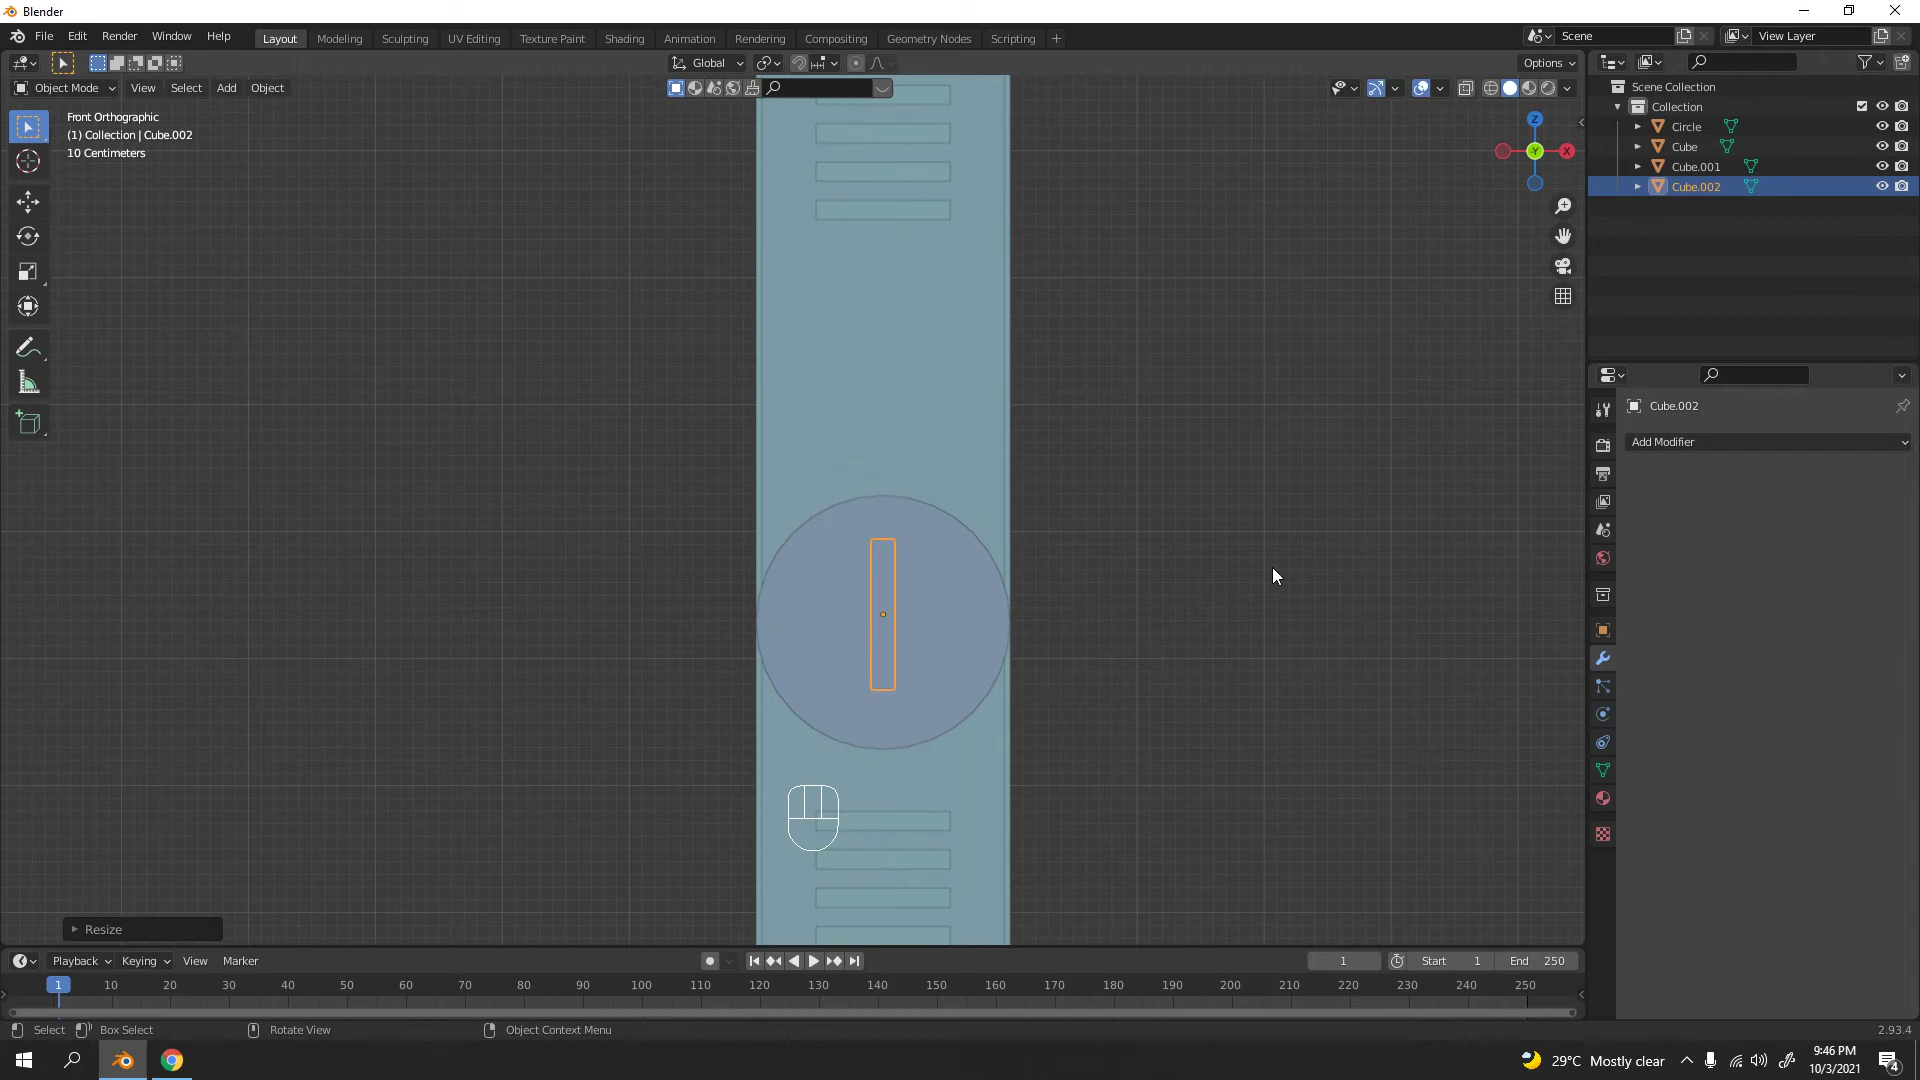 Blender
File Edit Render Window Help
Layout Modeling Sculpting UV Editing Texture Paint Shading Animation Rendering Compositing Geometry Nodes Scripting +
Scene
View Layer
Global
Options
Object Mode View Select Add Object
Front Orthographic
(1) Collection | Cube.002
10 Centimeters
Z
Y
X
Scene Collection
Collection
Circle
Cube
Cube.001
Cube.002
Cube.002
Add Modifier
Resize
Playback Keying View Marker
1
Start 1
End 250
1 10 20 30 40 50 60 70 80 90 100 110 120 130 140 150 160 170 180 190 200 210 220 230 240 250
Select Box Select Rotate View Object Context Menu
2.93.4
29°C Mostly clear
9:46 PM
10/3/2021
4